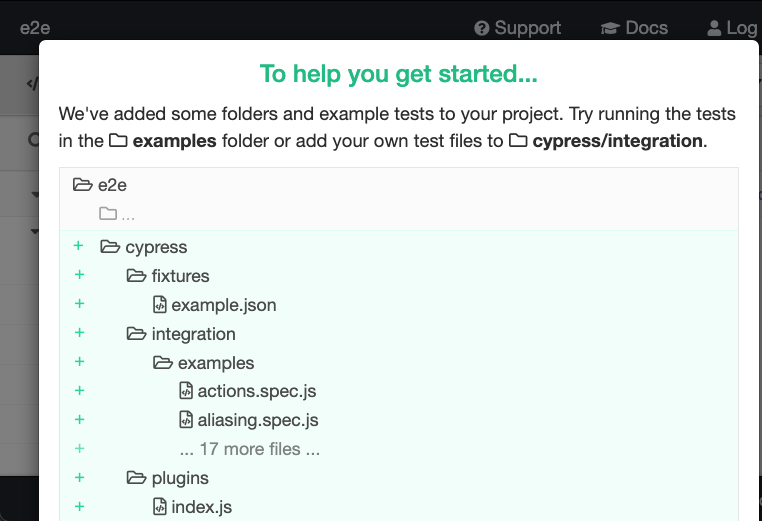 e2e Support Docs Log
To help you get started...
We've added some folders and example tests to your project. Try running the tests
in the examples folder or add your own test files to cypress/integration.
e2e
...
+ cypress
+ fixtures
+ example.json
+ integration
+ examples
+ actions.spec.js
+ aliasing.spec.js
+ ... 17 more files ...
+ plugins
+ index.js